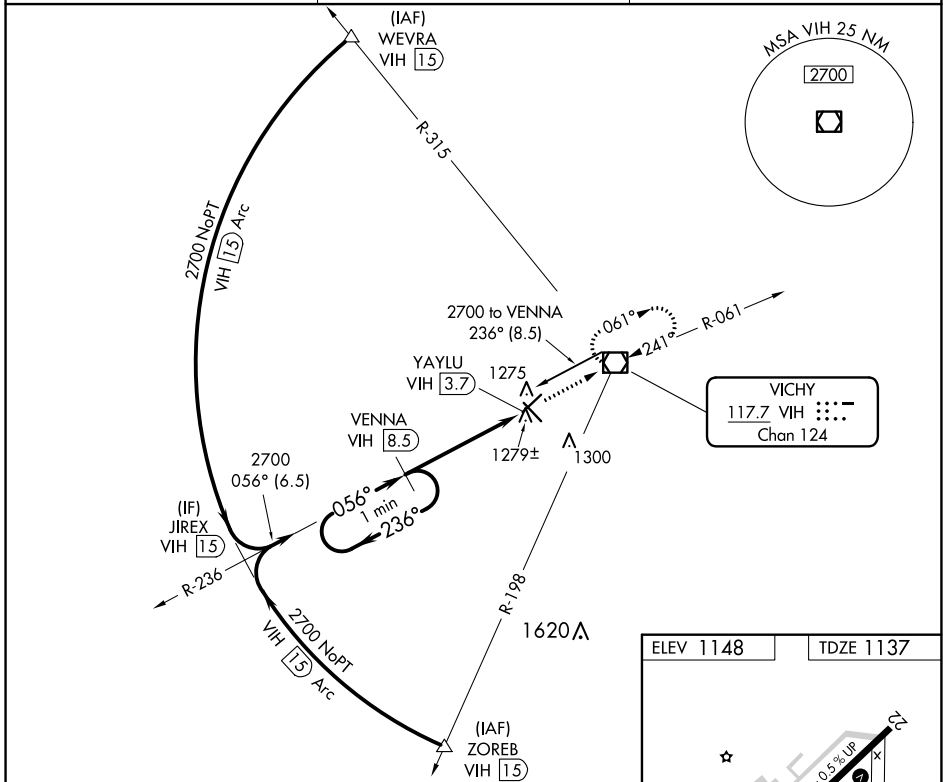 (IAF)
WEVRA
VIH 15
MSA VIH 25 NM
2700
R-315
2700 NoPT
VIH 15 Arc
2700 to VENNA
236° (8.5)
061°
R-061
241°
YAYLU
VIH 3.7
1275
VICHY
117.7 VIH
Chan 124
VENNA
VIH 8.5
1279±
1300
2700
056° (6.5)
056°
1 min
236°
(IF)
JIREX
VIH 15
R-236
R-198
2700 NoPT
VIH 15 Arc
1620
(IAF)
ZOREB
VIH 15
ELEV 1148
TDZE 1137
22
0.5% UP
X